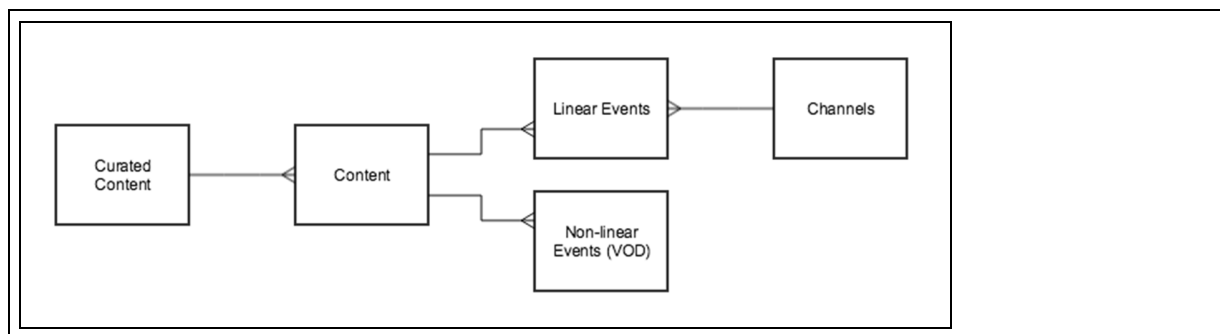 Curated
Content
Content
Linear Events
Channels
Non-linear
Events (VOD)